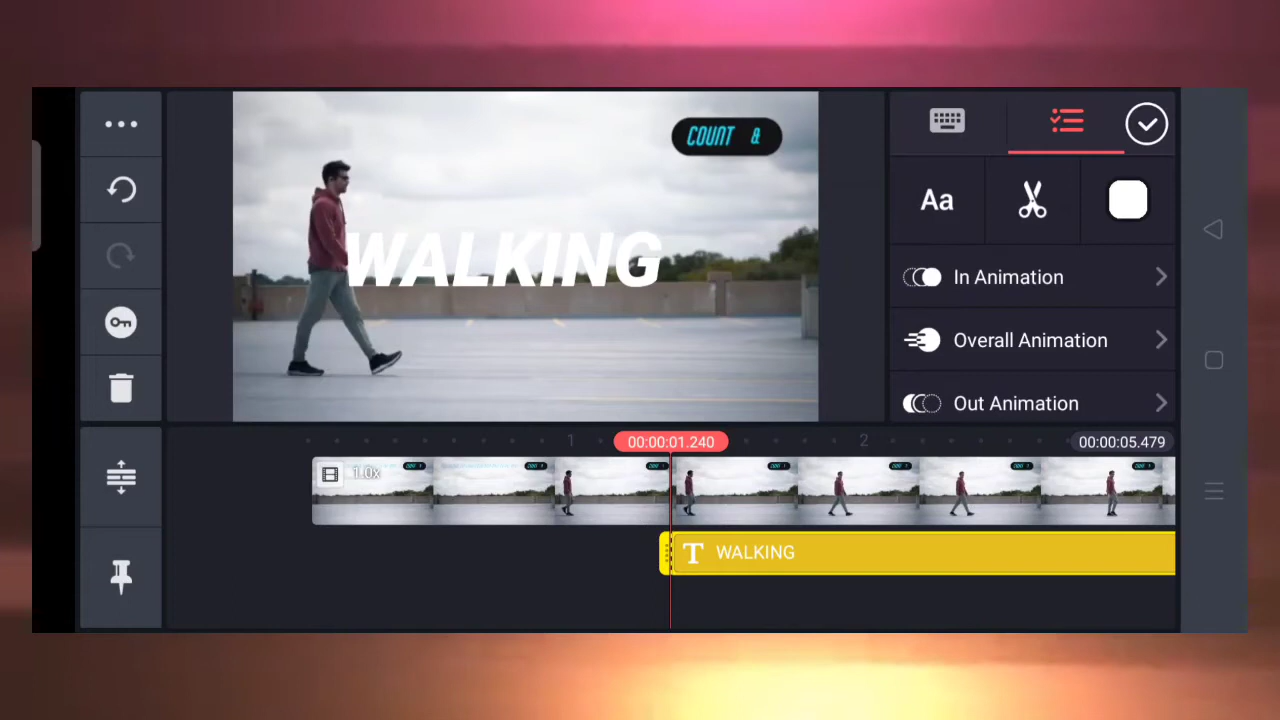 COUNT &
WALKING
Aa
In Animation
Overall Animation
Out Animation
1
00:00:01.240
2
00:00:05.479
1.0x
T WALKING